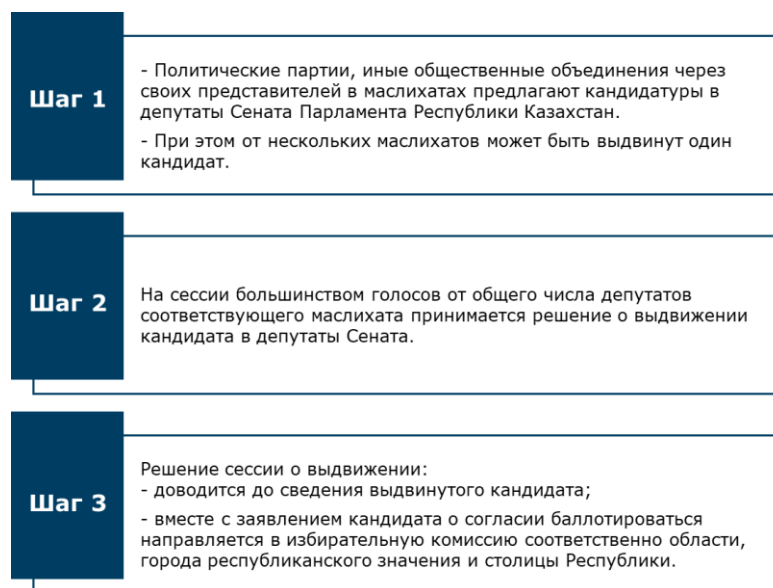 Шаг 1
- Политические партии, иные общественные объединения через
своих представителей в маслихатах предлагают кандидатуры в
депутаты Сената Парламента Республики Казахстан.
- При этом от нескольких маслихатов может быть выдвинут один
кандидат.
Шаг 2
На сессии большинством голосов от общего числа депутатов
соответствующего маслихата принимается решение о выдвижении
кандидата в депутаты Сената.
Шаг 3
Решение сессии о выдвижении:
- доводится до сведения выдвинутого кандидата;
- вместе с заявлением кандидата о согласии баллотироваться
направляется в избирательную комиссию соответственно области,
города республиканского значения и столицы Республики.